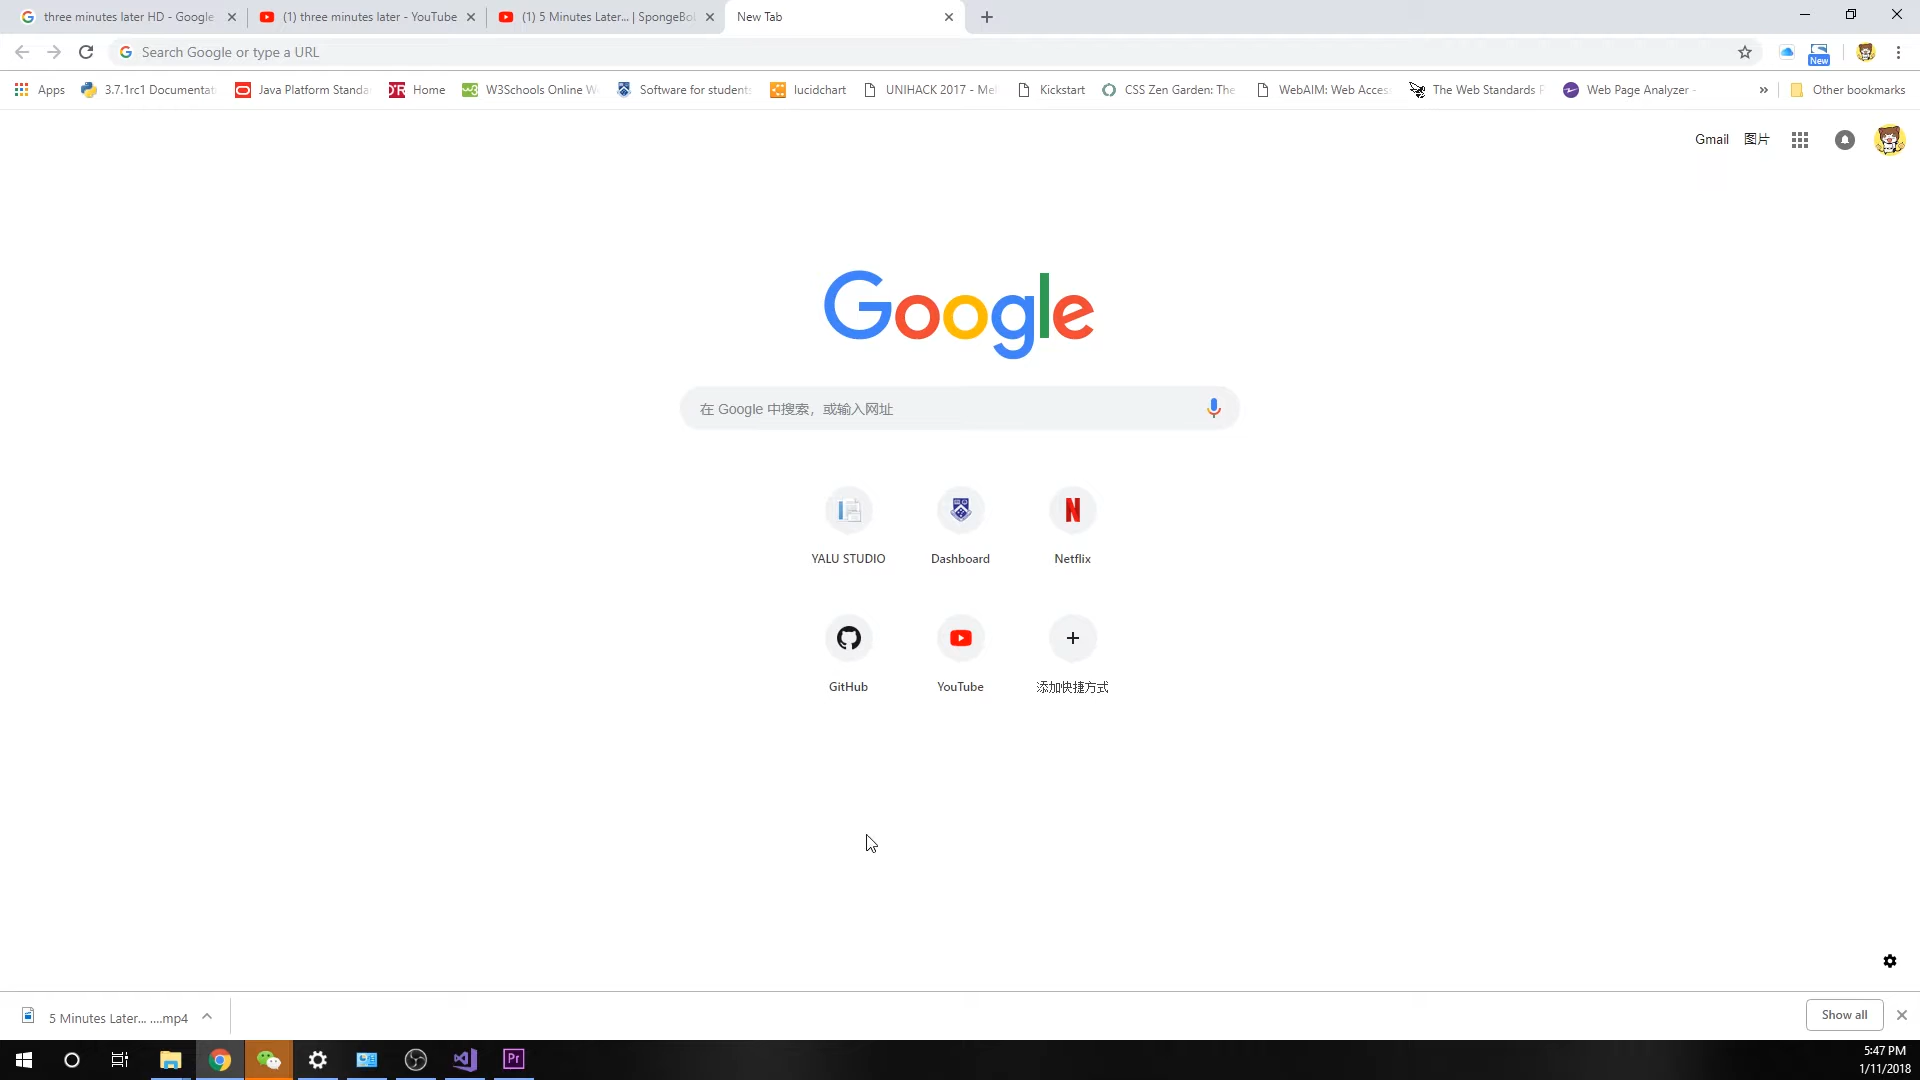 three minutes later HD - Google
(1) three minutes later - YouTube
(1) 5 Minutes Later... | SpongeBo
New Tab
Search Google or type a URL
New
Apps
3.7.1rc1 Documentat
Java Platform Standa
Home
W3Schools Online W
Software for students
lucidchart
UNIHACK 2017 - Mel
Kickstart
CSS Zen Garden: The
WebAIM: Web Acces
The Web Standards P
Web Page Analyzer -
»
Other bookmarks
Gmail 图片
Google
在 Google 中搜索，或输入网址
YALU STUDIO
Dashboard
Netflix
GitHub
YouTube
添加快捷方式
5 Minutes Later... ....mp4
Show all
Pr
5:47 PM
1/11/2018